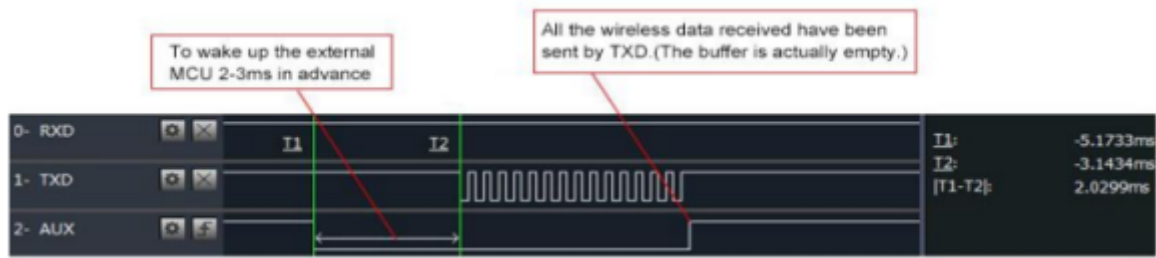 To wake up the external
MCU 2-3ms in advance
All the wireless data received have been
sent by TXD.(The buffer is actually empty.)
0- RXD
T1
T2
1- TXD
2- AUX
T1: -5.1733ms
T2: -3.1434ms
|T1-T2|: 2.0299ms